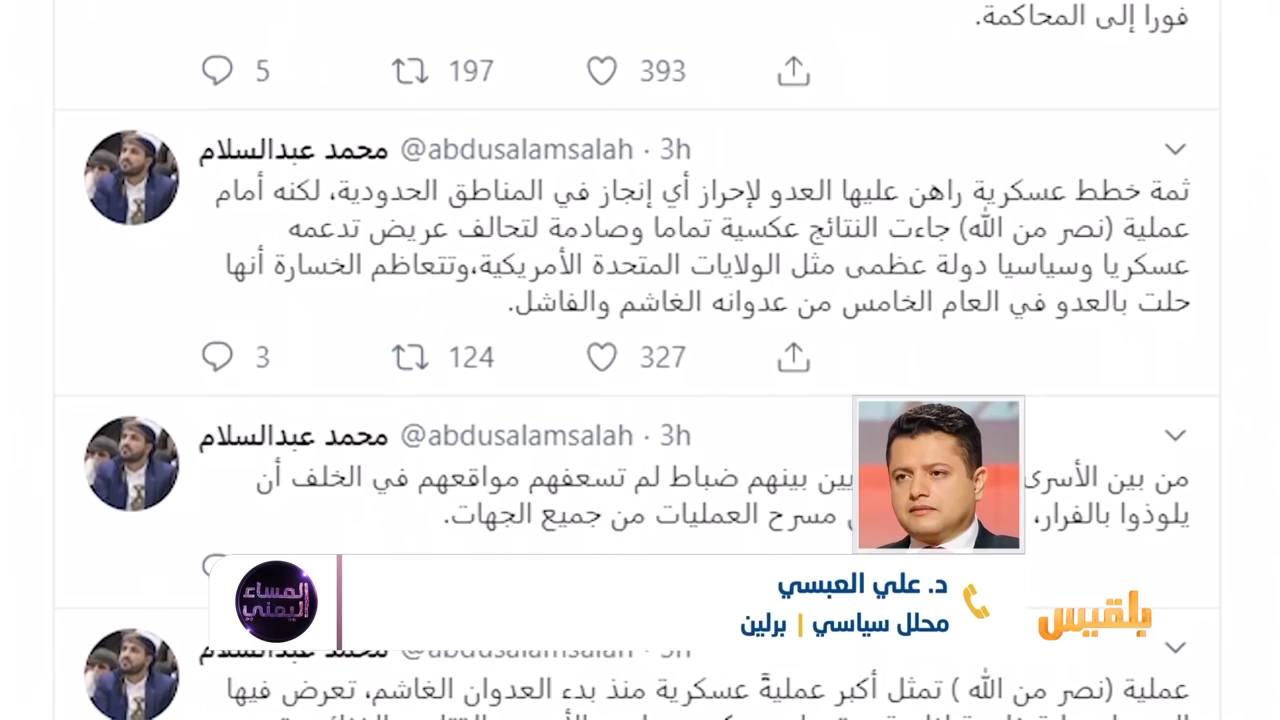 فورا إلى المحاكمة.
5 197 393
محمد عبدالسلام @abdusalamsalah · 3h
ثمة خطط عسكرية راهن عليها العدو لإحراز أي إنجاز في المناطق الحدودية، لكنه أمام
عملية (نصر من الله) جاءت النتائج عكسية تماما وصادمة لتحالف عريض تدعمه
عسكريا وسياسيا دولة عظمى مثل الولايات المتحدة الأمريكية،وتتعاظم الخسارة أنها
حلت بالعدو في العام الخامس من عدوانه الغاشم والفاشل.
3 124 327
محمد عبدالسلام @abdusalamsalah · 3h
من بين الأسرى بينهم ضباط لم تسعفهم مواقعهم في الخلف أن
يلوذوا بالفرار، مسرح العمليات من جميع الجهات.
المساء
اليمني
د. علي العبسي
محلل سياسي | برلين
بلقيس
محمد عبدالسلام @abdusalamsalah · 3h
عملية (نصر من الله ) تمثل أكبر عمليةً عسكرية منذ بدء العدوان الغاشم، تعرض فيها